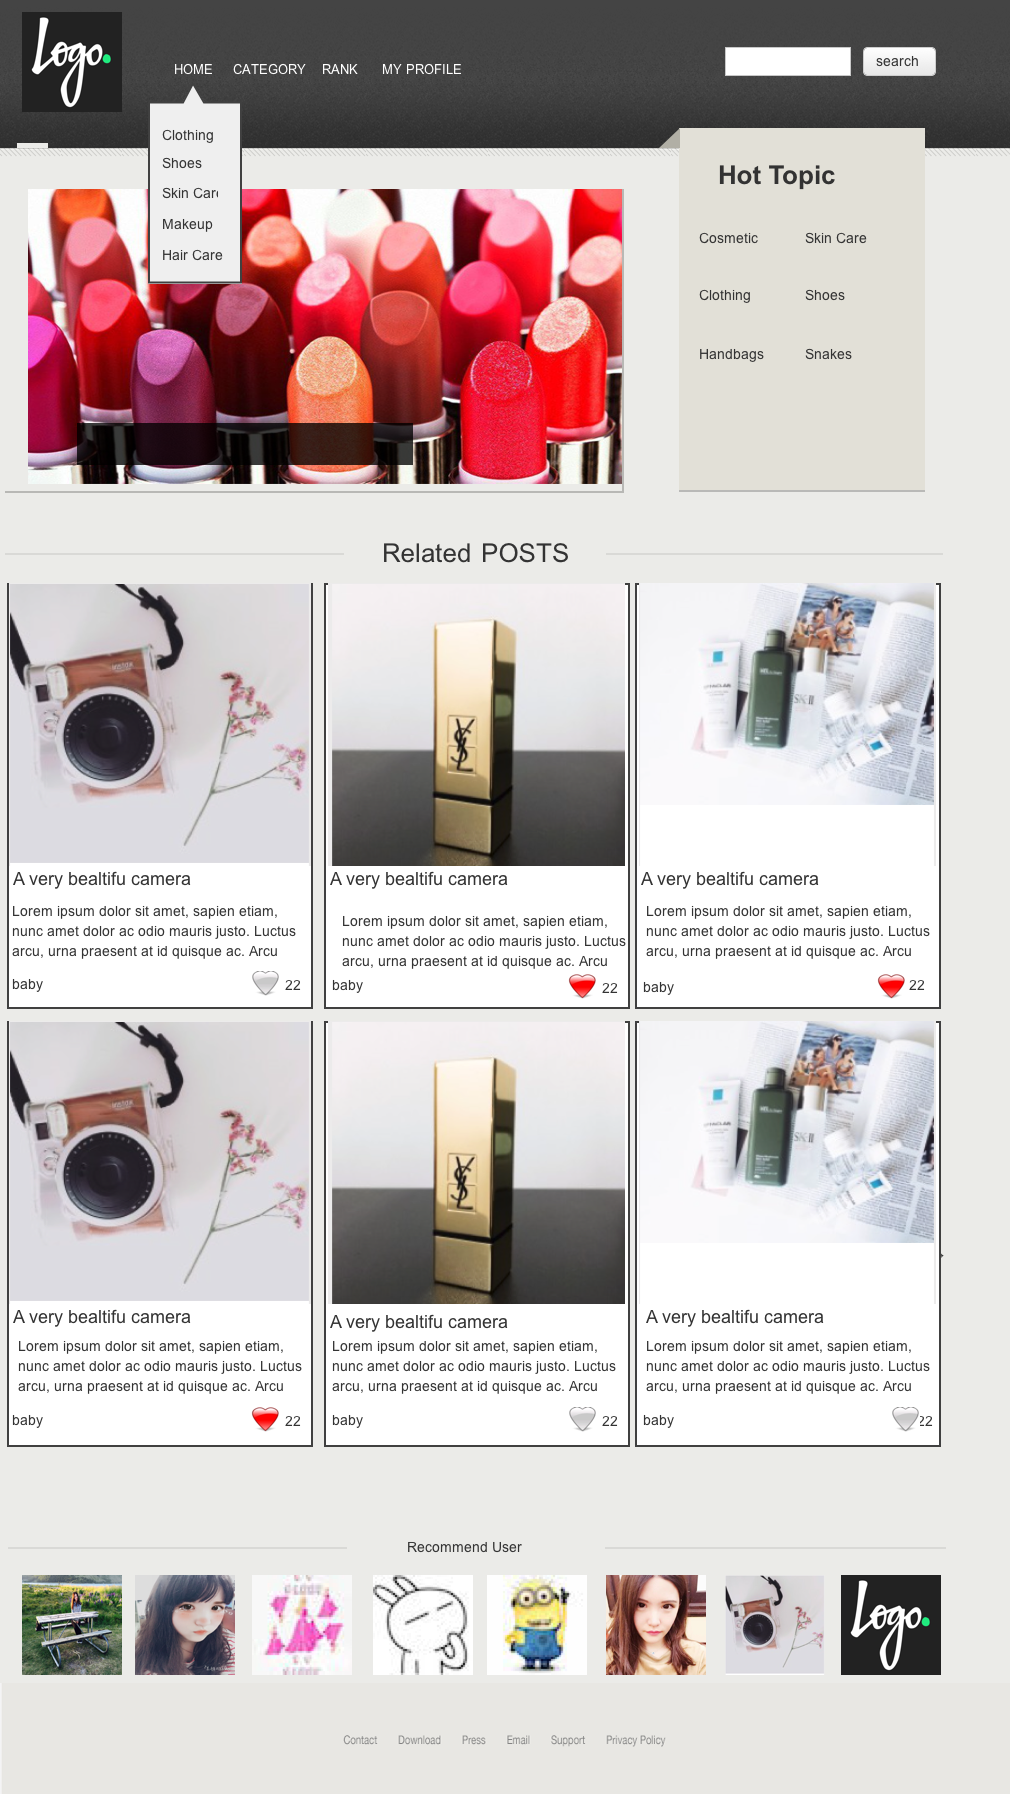 Logo.
HOME CATEGORY RANK MY PROFILE
search
Clothing
Shoes
Skin Care
Makeup
Hair Care
Hot Topic
Cosmetic Skin Care
Clothing Shoes
Handbags Snakes
Related POSTS
instax
YSL
SK-II
A very bealtifu camera
Lorem ipsum dolor sit amet, sapien etiam,
nunc amet dolor ac odio mauris justo. Luctus
arcu, urna praesent at id quisque ac. Arcu
baby 22
A very bealtifu camera
Lorem ipsum dolor sit amet, sapien etiam,
nunc amet dolor ac odio mauris justo. Luctus
arcu, urna praesent at id quisque ac. Arcu
baby 22
A very bealtifu camera
Lorem ipsum dolor sit amet, sapien etiam,
nunc amet dolor ac odio mauris justo. Luctus
arcu, urna praesent at id quisque ac. Arcu
baby 22
instax
YSL
SK-II
A very bealtifu camera
Lorem ipsum dolor sit amet, sapien etiam,
nunc amet dolor ac odio mauris justo. Luctus
arcu, urna praesent at id quisque ac. Arcu
baby 22
A very bealtifu camera
Lorem ipsum dolor sit amet, sapien etiam,
nunc amet dolor ac odio mauris justo. Luctus
arcu, urna praesent at id quisque ac. Arcu
baby 22
A very bealtifu camera
Lorem ipsum dolor sit amet, sapien etiam,
nunc amet dolor ac odio mauris justo. Luctus
arcu, urna praesent at id quisque ac. Arcu
baby 22
Recommend User
Logo.
Contact Download Press Email Support Privacy Policy